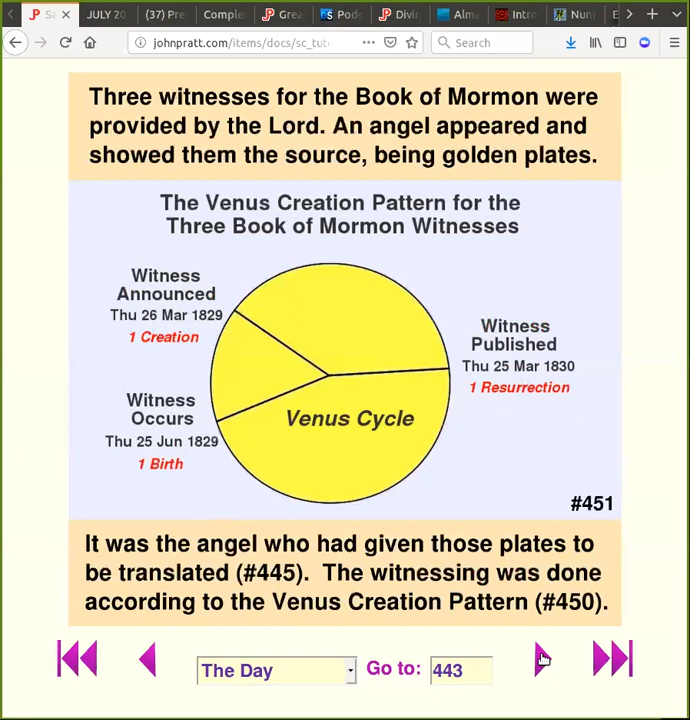 JULY 20
(37) Pre
Comple
Grea
Pod
Divin
Alma
Intro
Nun
johnpratt.com/items/docs/sc_tut
Search
Three witnesses for the Book of Mormon were
provided by the Lord. An angel appeared and
showed them the source, being golden plates.
The Venus Creation Pattern for the
Three Book of Mormon Witnesses
Witness
Announced
Thu 26 Mar 1829
1 Creation
Witness
Published
Thu 25 Mar 1830
1 Resurrection
Witness
Occurs
Thu 25 Jun 1829
1 Birth
Venus Cycle
#451
It was the angel who had given those plates to
be translated (#445). The witnessing was done
according to the Venus Creation Pattern (#450).
The Day
Go to: 443